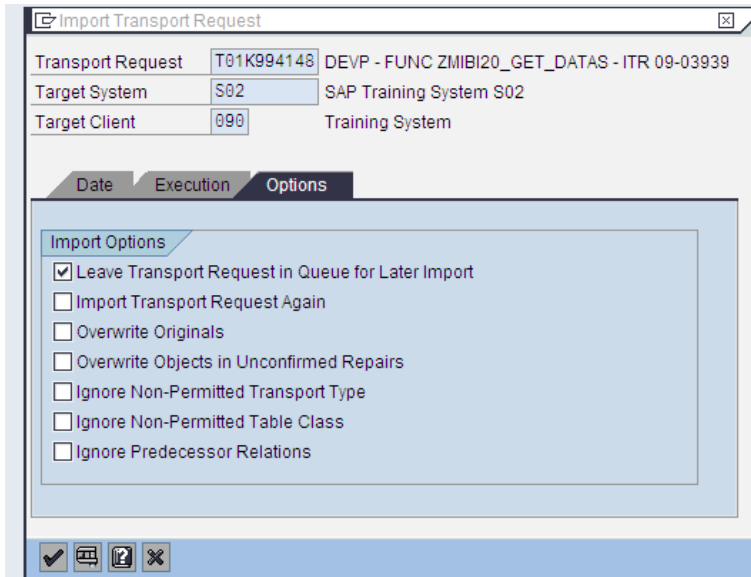 Import Transport Request
Transport Request T01K994148 DEVP - FUNC ZMIBI20_GET_DATAS - ITR 09-03939
Target System S02 SAP Training System S02
Target Client 090 Training System
Date Execution Options
Import Options
Leave Transport Request in Queue for Later Import
Import Transport Request Again
Overwrite Originals
Overwrite Objects in Unconfirmed Repairs
Ignore Non-Permitted Transport Type
Ignore Non-Permitted Table Class
Ignore Predecessor Relations